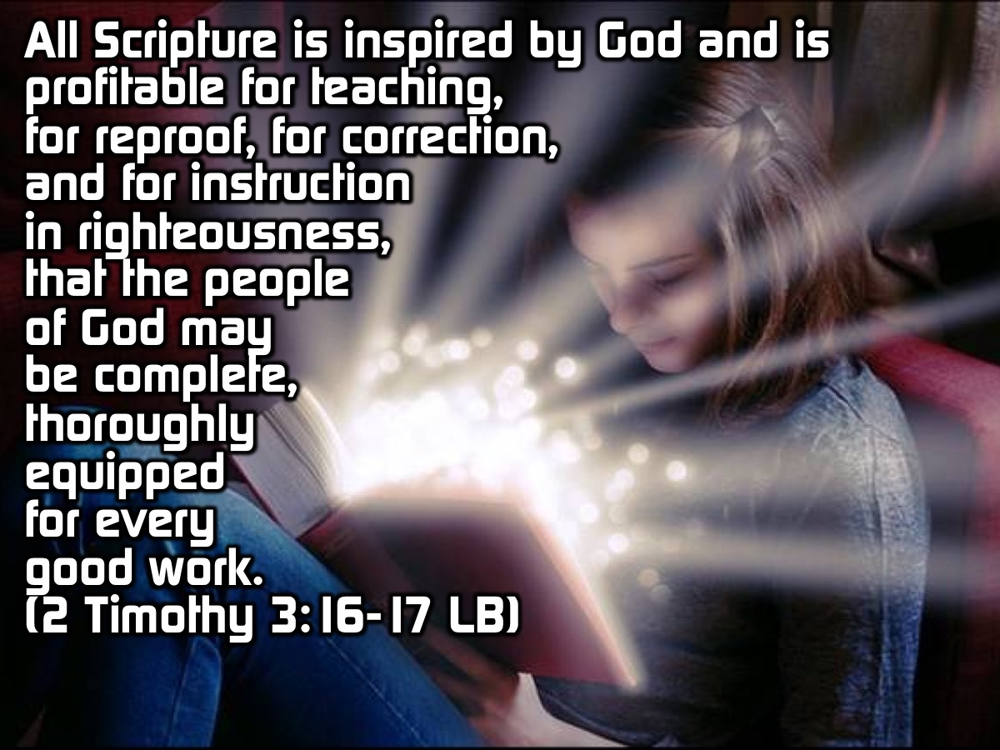 All Scripture is inspired by God and is
profitable for teaching,
for reproof, for correction,
and for instruction
in righteousness,
that the people
of God may
be complete,
thoroughly
equipped
for every
good work.
(2 Timothy 3:16-17 LB)